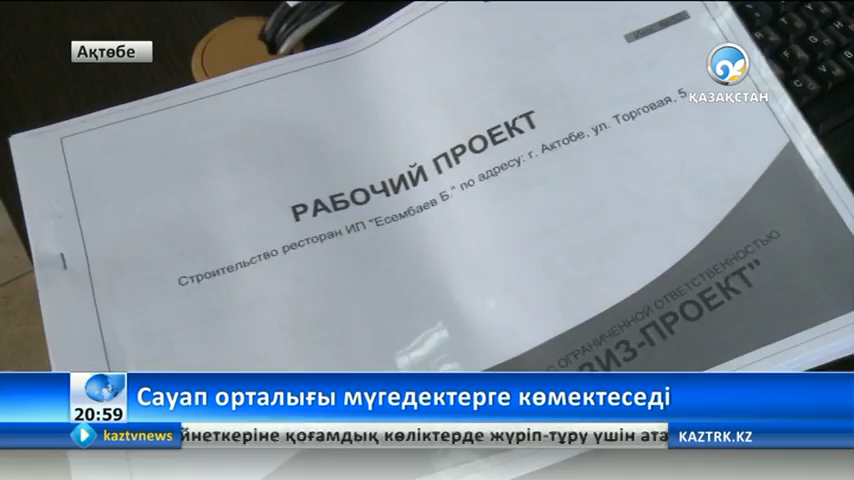 Ақтөбе
ҚАЗАҚСТАН
РАБОЧИЙ ПРОЕКТ
Строительство ресторан ИП "Есембаев Б." по адресу: г. Актобе, ул. Торговая, 5
С ОГРАНИЧЕННОЙ ОТВЕТСТВЕННОСТЬЮ
ВИЗ-ПРОЕКТ"
Сауап орталығы мүгедектерге көмектеседі
20:59
kaztvnews
йнеткеріне қоғамдық көліктерде жүріп-тұру үшін ата
KAZTRK.KZ